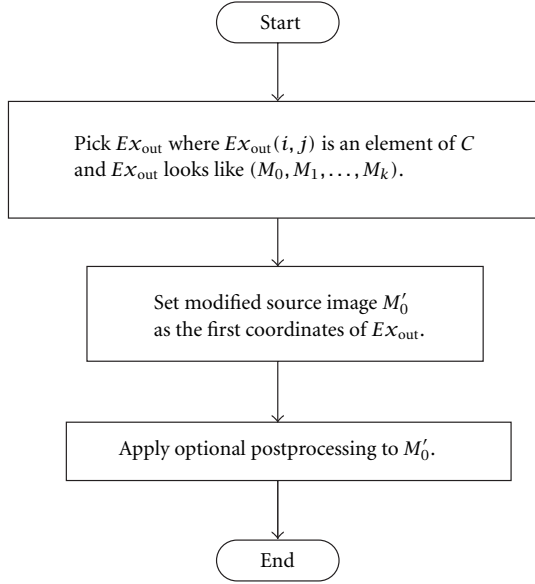 Start
Pick Ex_out where Ex_out(i, j) is an element of C
and Ex_out looks like (M_0, M_1, . . . , M_k).
Set modified source image M′_0
as the first coordinates of Ex_out.
Apply optional postprocessing to M′_0.
End